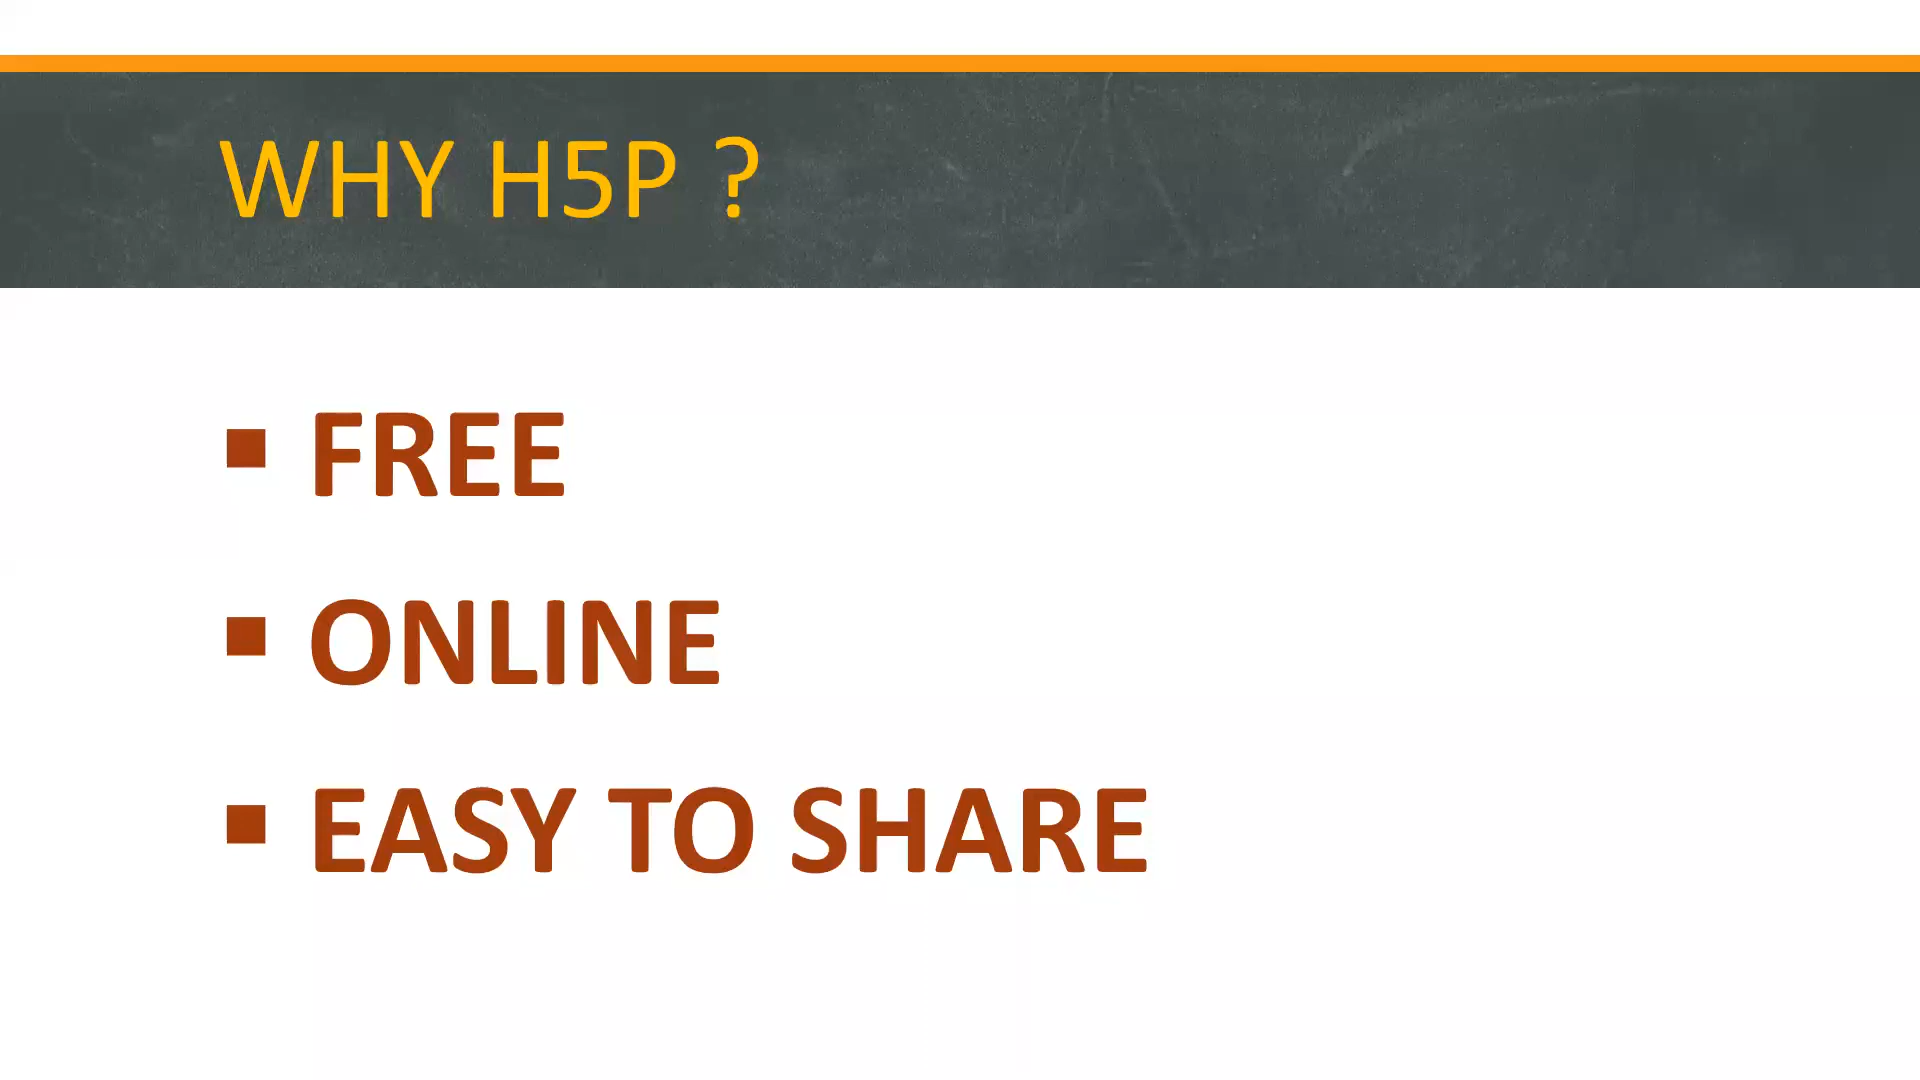 WHY H5P ?
▪ FREE
▪ ONLINE
▪ EASY TO SHARE